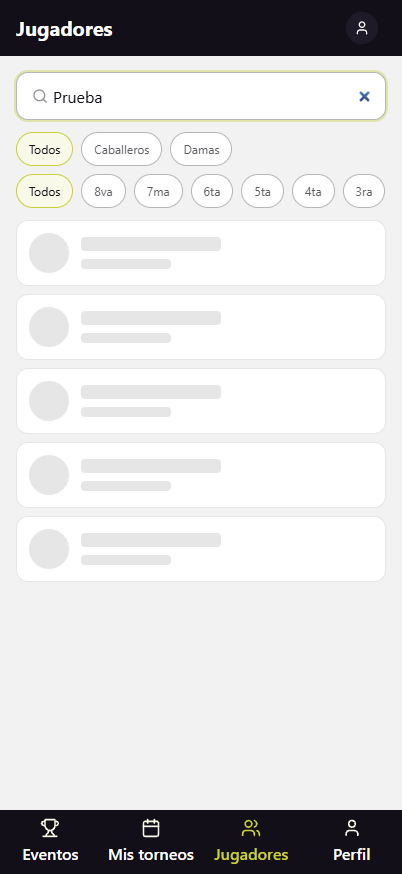 Jugadores
Prueba
Todos Caballeros Damas
Todos 8va 7ma 6ta 5ta 4ta 3ra
Eventos Mis torneos Jugadores Perfil